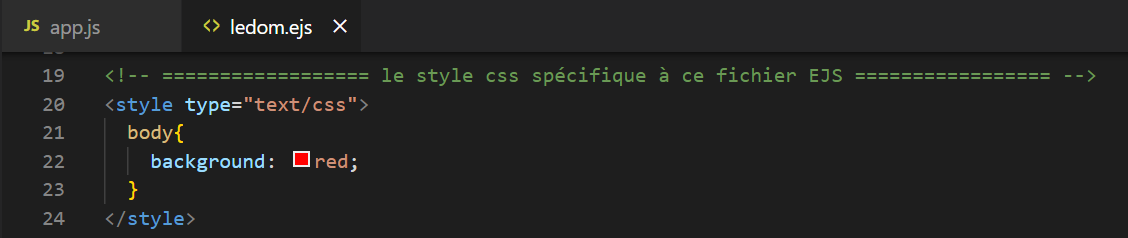 JS app.js <> ledom.ejs ×
19 <!-- ================== le style css spécifique à ce fichier EJS ================= -->
20 <style type="text/css">
21 body{
22 background: red;
23 }
24 </style>